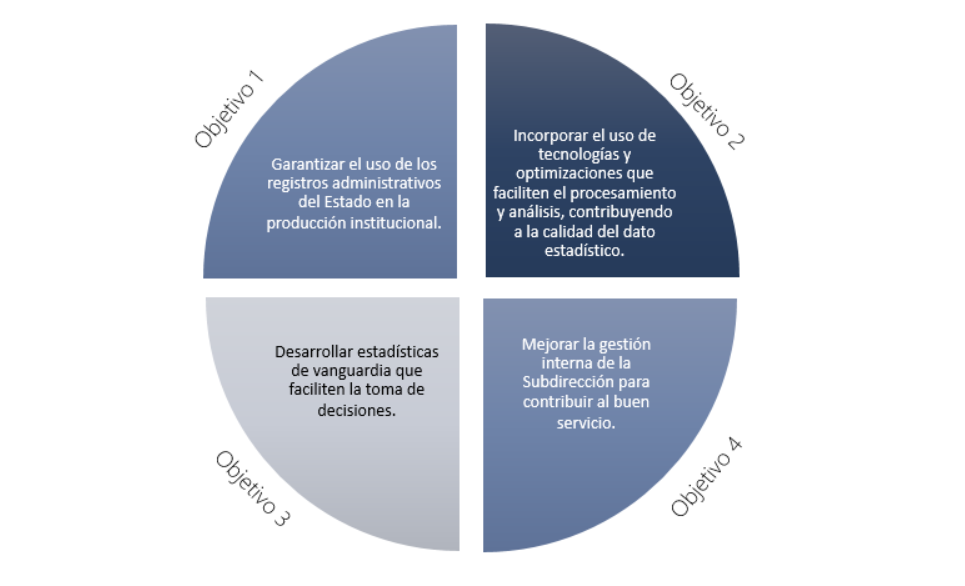 Objetivo 1
Garantizar el uso de los
registros administrativos
del Estado en la
producción institucional.
Objetivo 2
Incorporar el uso de
tecnologías y
optimizaciones que
faciliten el procesamiento
y análisis, contribuyendo
a la calidad del dato
estadístico.
Objetivo 3
Desarrollar estadísticas
de vanguardia que
faciliten la toma de
decisiones.
Objetivo 4
Mejorar la gestión
interna de la
Subdirección para
contribuir al buen
servicio.